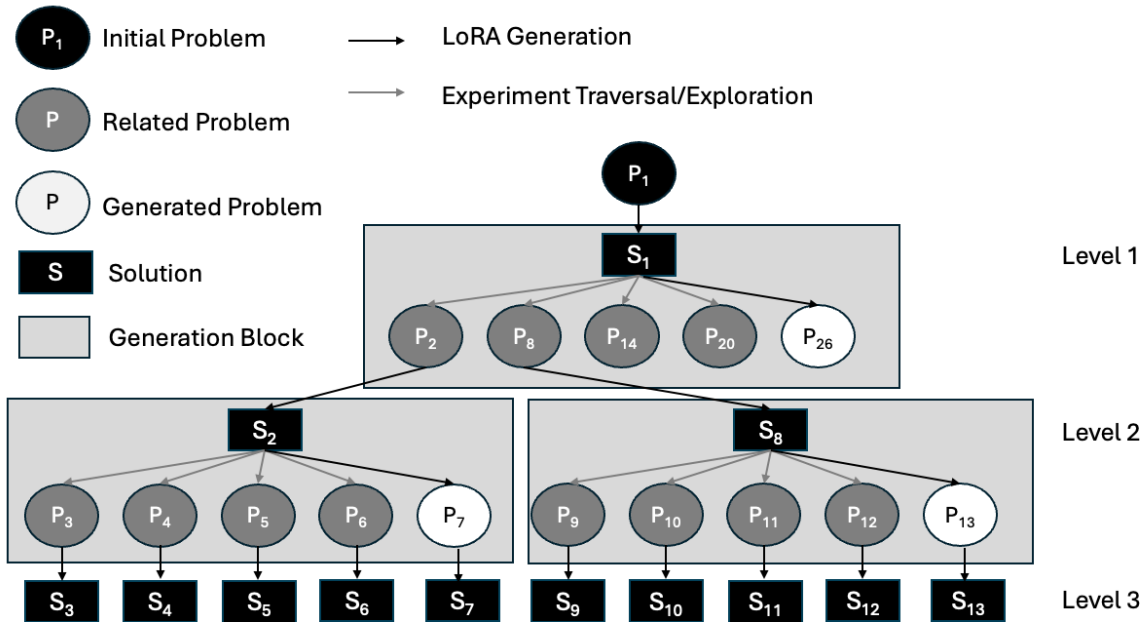 P₁ Initial Problem
LoRA Generation
P Related Problem
Experiment Traversal/Exploration
P Generated Problem
S Solution
Generation Block
P₁
S₁
Level 1
P₂ P₈ P₁₄ P₂₀ P₂₆
S₂ S₈
Level 2
P₃ P₄ P₅ P₆ P₇ P₉ P₁₀ P₁₁ P₁₂ P₁₃
S₃ S₄ S₅ S₆ S₇ S₉ S₁₀ S₁₁ S₁₂ S₁₃
Level 3